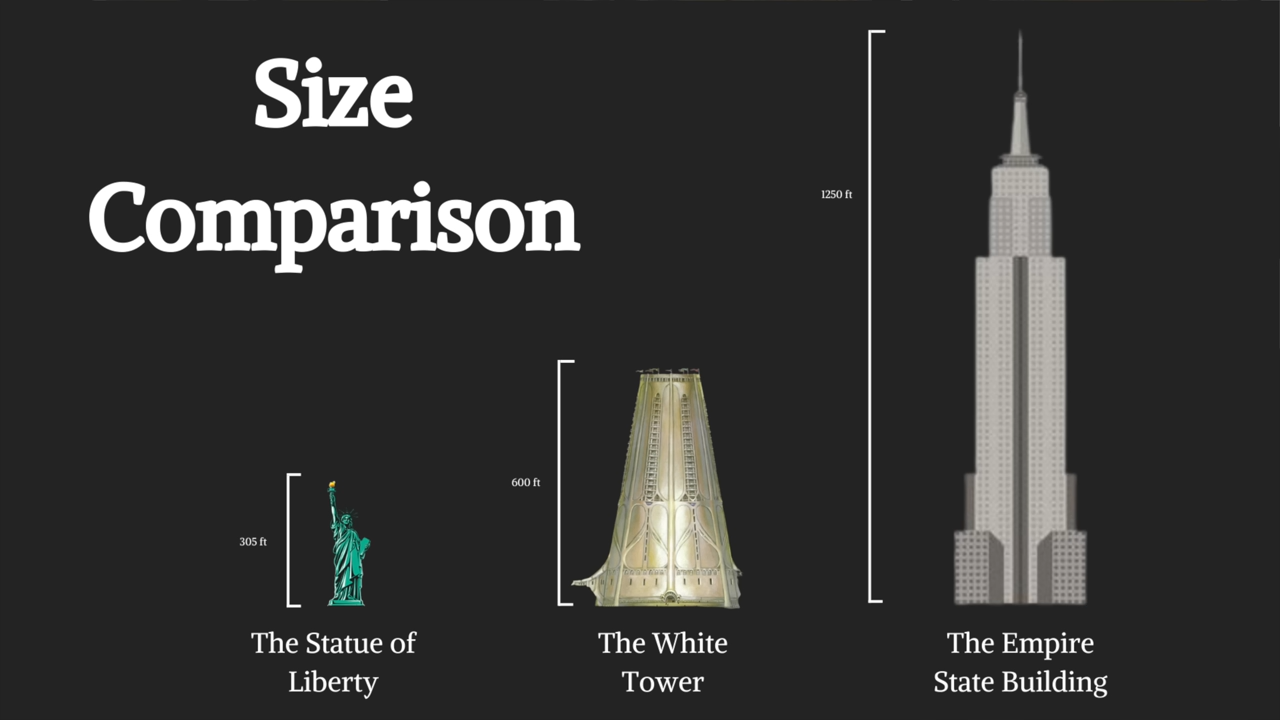 Size
Comparison
1250 ft
600 ft
305 ft
The Statue of
Liberty
The White
Tower
The Empire
State Building